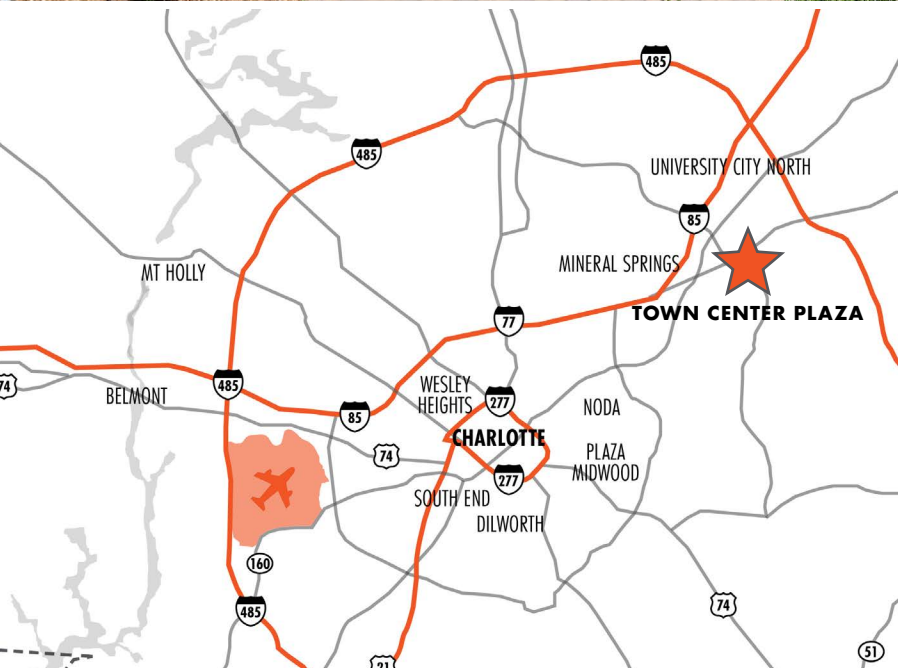 485
485
UNIVERSITY CITY NORTH
85
MINERAL SPRINGS
MT HOLLY
TOWN CENTER PLAZA
77
74
485
BELMONT
WESLEY
HEIGHTS
277
85
NODA
CHARLOTTE
74
PLAZA
MIDWOOD
277
SOUTH END
DILWORTH
160
485
74
51
21